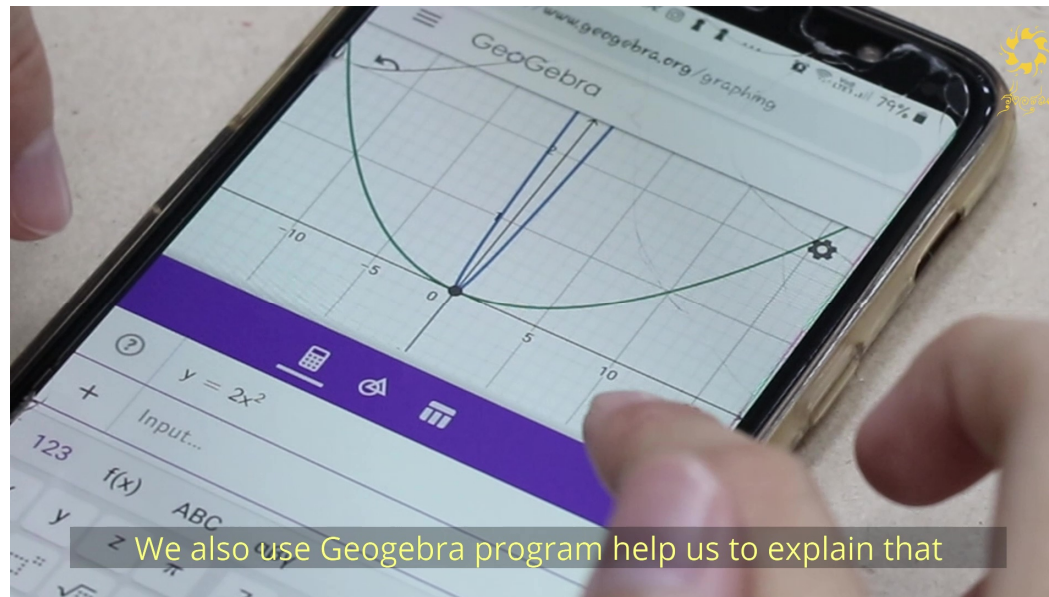 www.geogebra.org/graphing
79%
GeoGebra
2
1
-10
-5
0
5
10
y = 2x²
Input...
123
f(x)
ABC
y
z
π
We also use Geogebra program help us to explain that